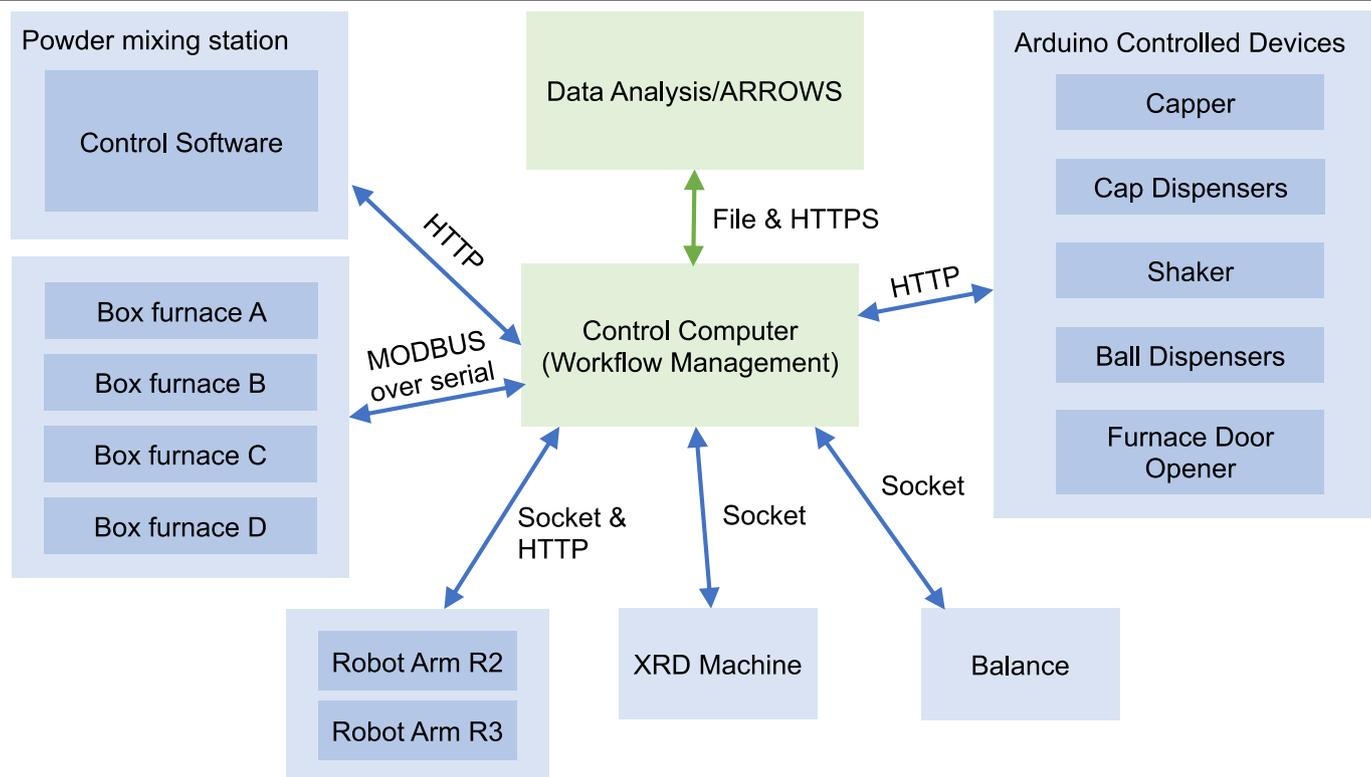 Powder mixing station
Control Software
Data Analysis/ARROWS
Arduino Controlled Devices
Capper
Cap Dispensers
Shaker
Ball Dispensers
Furnace Door
Opener
HTTP
File & HTTPS
HTTP
Box furnace A
Box furnace B
Box furnace C
Box furnace D
MODBUS
over serial
Control Computer
(Workflow Management)
Socket &
HTTP
Socket
Socket
Robot Arm R2
Robot Arm R3
XRD Machine
Balance